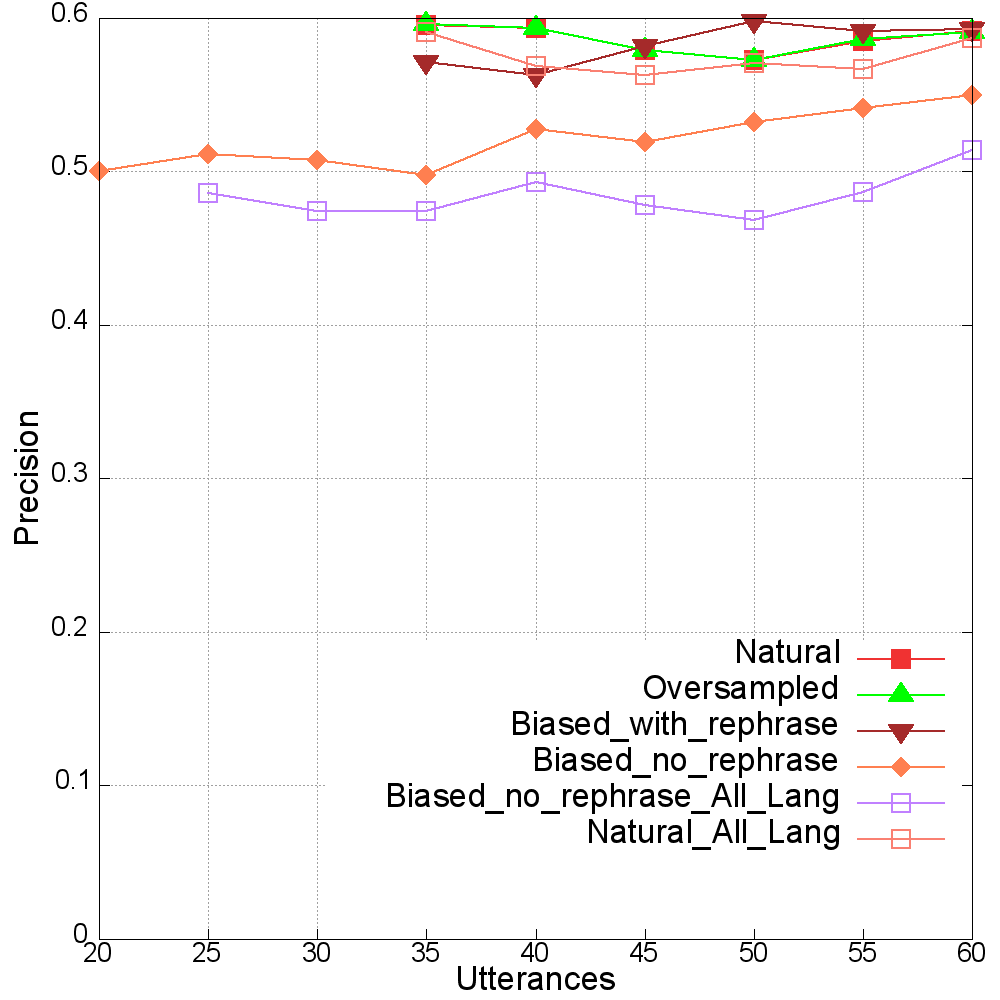 0.6
0.5
0.4
0.3
0.2
0.1
0
Precision
Natural
Oversampled
Biased_with_rephrase
Biased_no_rephrase
Biased_no_rephrase_All_Lang
Natural_All_Lang
20 25 30 35 40 45 50 55 60
Utterances